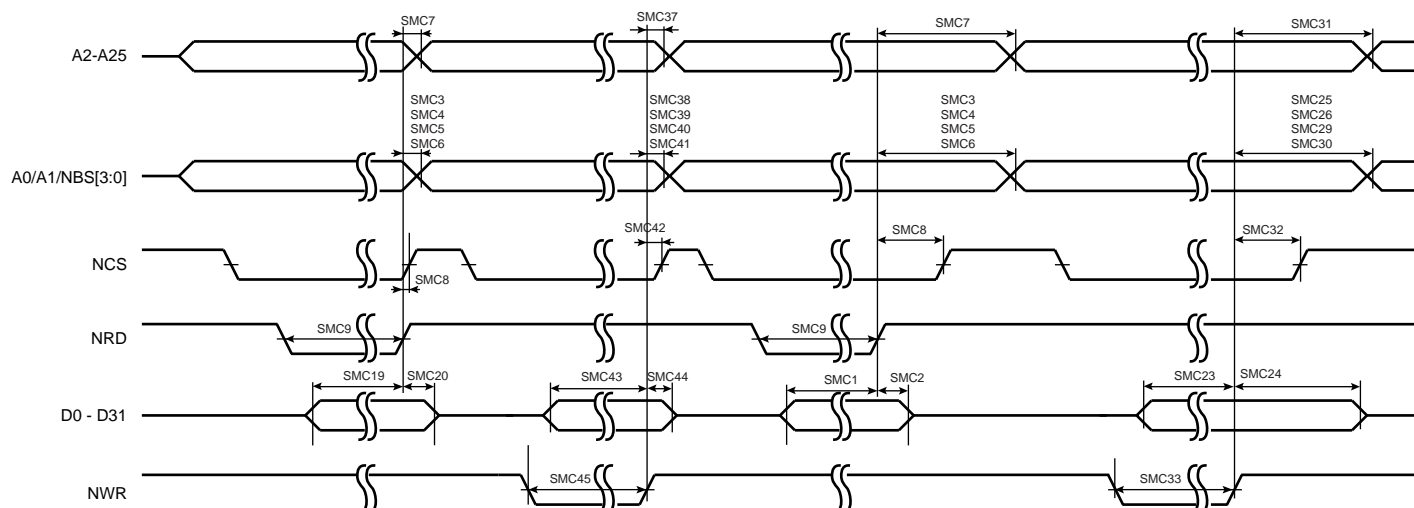 SMC7
SMC37
SMC7
SMC31
A2-A25
SMC3
SMC4
SMC5
SMC6
SMC38
SMC39
SMC40
SMC41
SMC3
SMC4
SMC5
SMC6
SMC25
SMC26
SMC29
SMC30
A0/A1/NBS[3:0]
SMC42
SMC8
SMC32
NCS
SMC8
NRD
SMC9
SMC9
SMC19
SMC20
SMC43
SMC44
SMC1
SMC2
SMC23
SMC24
D0 - D31
NWR
SMC45
SMC33